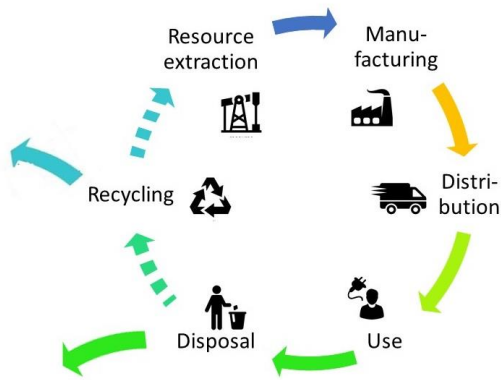 Resource
extraction
Manu-
facturing
Distri-
bution
Use
Disposal
Recycling